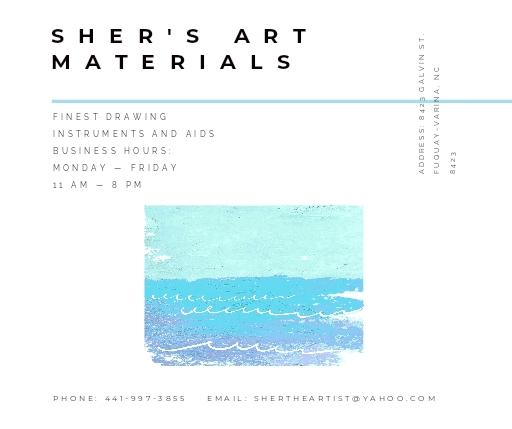 SHER'S ART
MATERIALS
ADDRESS: 8423 GALVIN ST.
FUQUAY-VARINA, NC
8423
FINEST DRAWING
INSTRUMENTS AND AIDS
BUSINESS HOURS:
MONDAY — FRIDAY
11 AM — 8 PM
PHONE: 441-997-3855 EMAIL: SHERTHEARTIST@YAHOO.COM